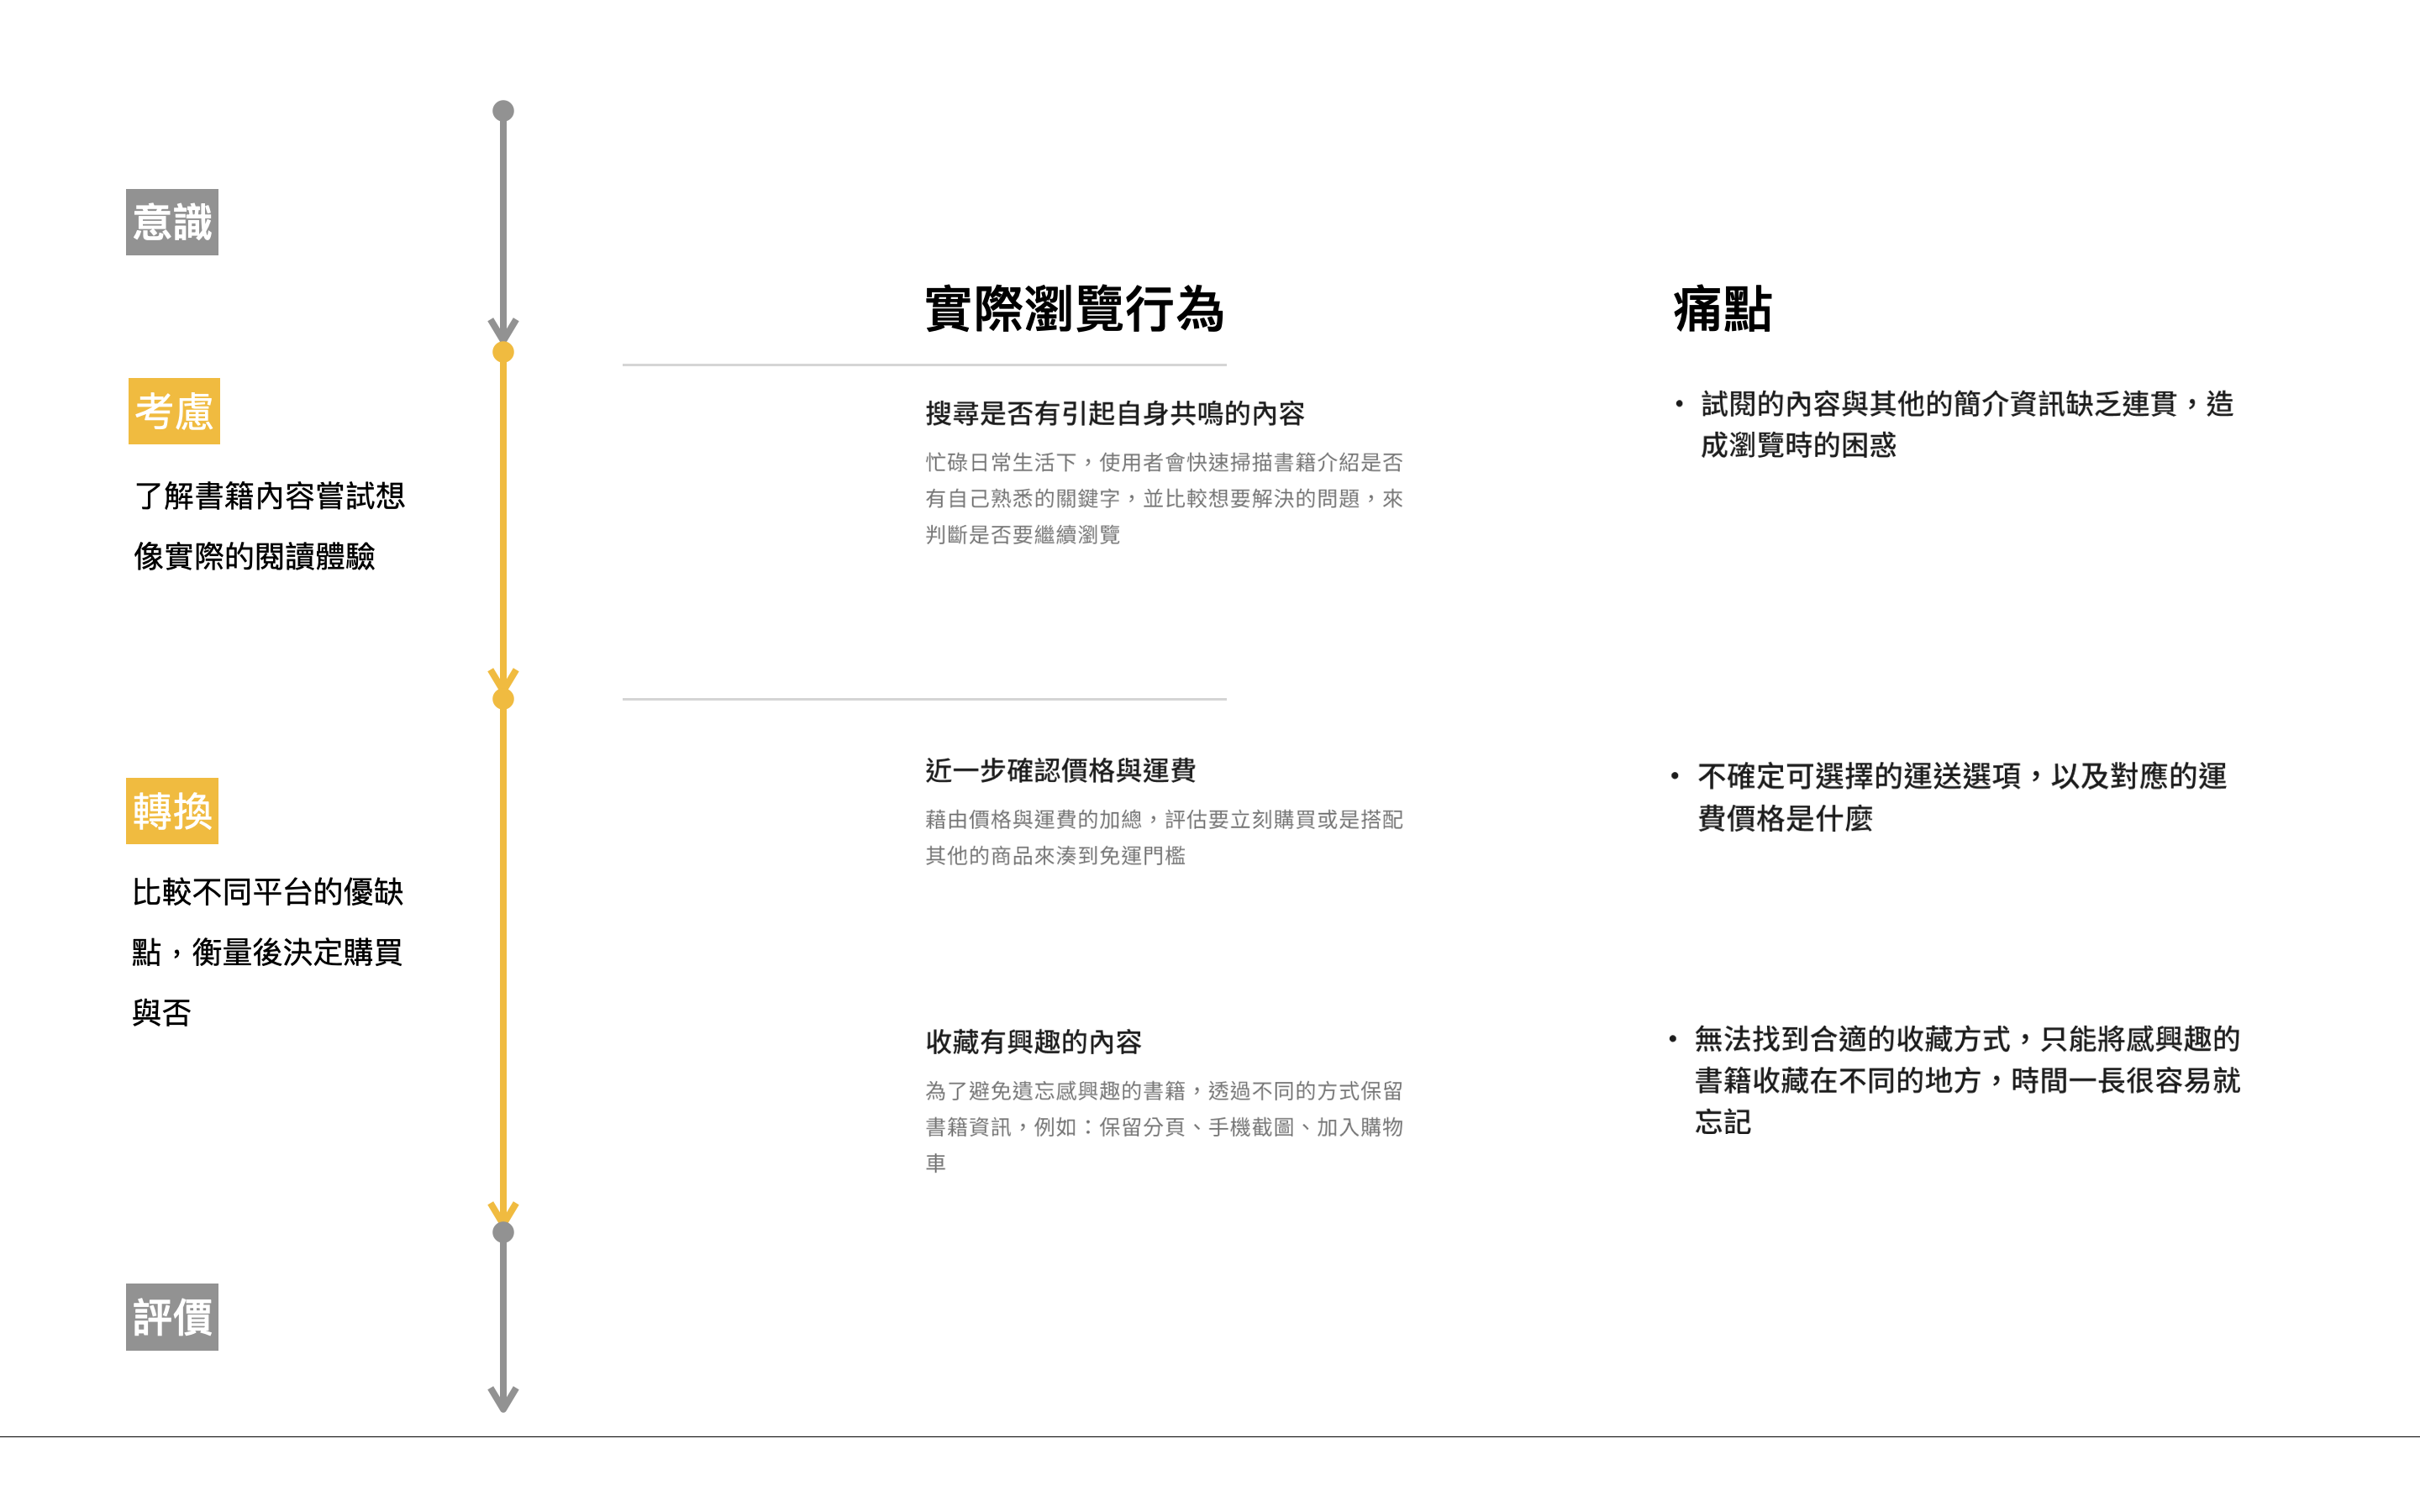 意識
實際瀏覽行為
痛點
考慮
了解書籍內容嘗試想
像實際的閱讀體驗
搜尋是否有引起自身共鳴的內容
忙碌日常生活下，使用者會快速掃描書籍介紹是否
有自己熟悉的關鍵字，並比較想要解決的問題，來
判斷是否要繼續瀏覽
• 試閱的內容與其他的簡介資訊缺乏連貫，造
成瀏覽時的困惑
轉換
比較不同平台的優缺
點，衡量後決定購買
與否
近一步確認價格與運費
藉由價格與運費的加總，評估要立刻購買或是搭配
其他的商品來湊到免運門檻
• 不確定可選擇的運送選項，以及對應的運
費價格是什麼
收藏有興趣的內容
為了避免遺忘感興趣的書籍，透過不同的方式保留
書籍資訊，例如：保留分頁、手機截圖、加入購物
車
• 無法找到合適的收藏方式，只能將感興趣的
書籍收藏在不同的地方，時間一長很容易就
忘記
評價